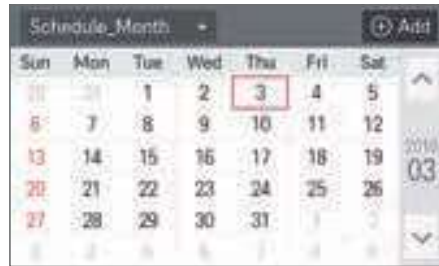 Schedule_Month
Add
Sun Mon Tue Wed Thu Fri Sat
1 2 3 4 5
6 7 8 9 10 11 12
13 14 15 16 17 18 19
03
20 21 22 23 24 25 26
27 28 29 30 31